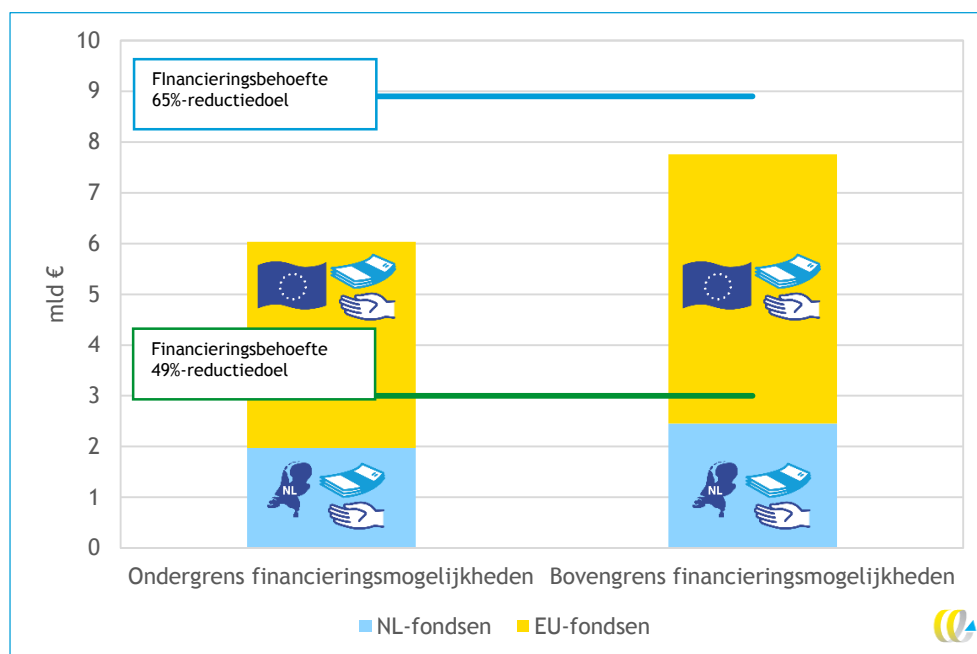 10
9
8
7
6
5
4
3
2
1
0
mld €
FInancieringsbehoefte
65%-reductiedoel
Financieringsbehoefte
49%-reductiedoel
NL
NL
Ondergrens financieringsmogelijkheden
Bovengrens financieringsmogelijkheden
NL-fondsen
EU-fondsen